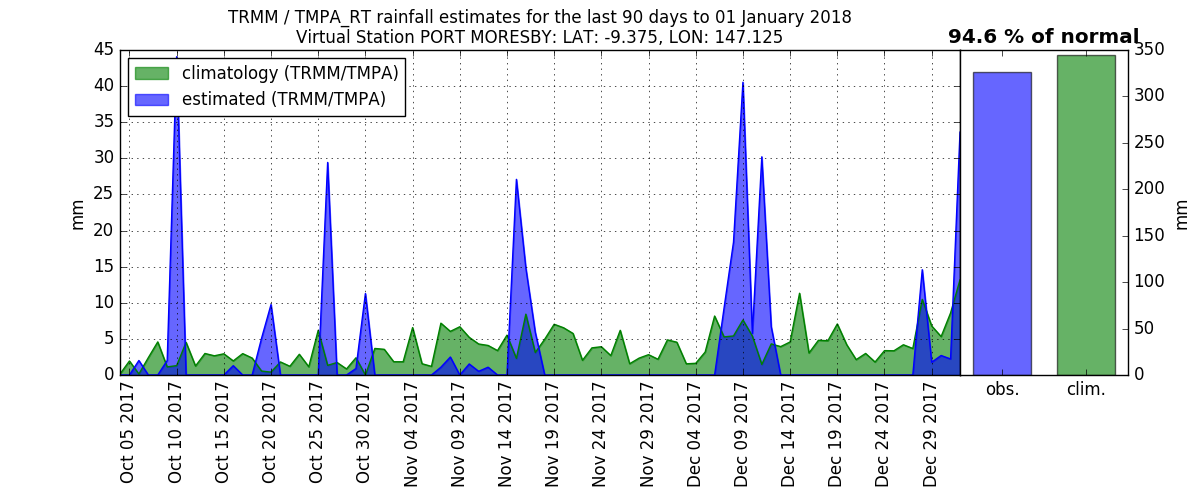 TRMM / TMPA_RT rainfall estimates for the last 90 days to 01 January 2018
Virtual Station PORT MORESBY: LAT: -9.375, LON: 147.125
94.6 % of normal
climatology (TRMM/TMPA)
estimated (TRMM/TMPA)
45
40
35
30
25
20
15
10
5
0
mm
Oct 05 2017
Oct 10 2017
Oct 15 2017
Oct 20 2017
Oct 25 2017
Oct 30 2017
Nov 04 2017
Nov 09 2017
Nov 14 2017
Nov 19 2017
Nov 24 2017
Nov 29 2017
Dec 04 2017
Dec 09 2017
Dec 14 2017
Dec 19 2017
Dec 24 2017
Dec 29 2017
obs.
clim.
350
300
250
200
150
100
50
0
mm